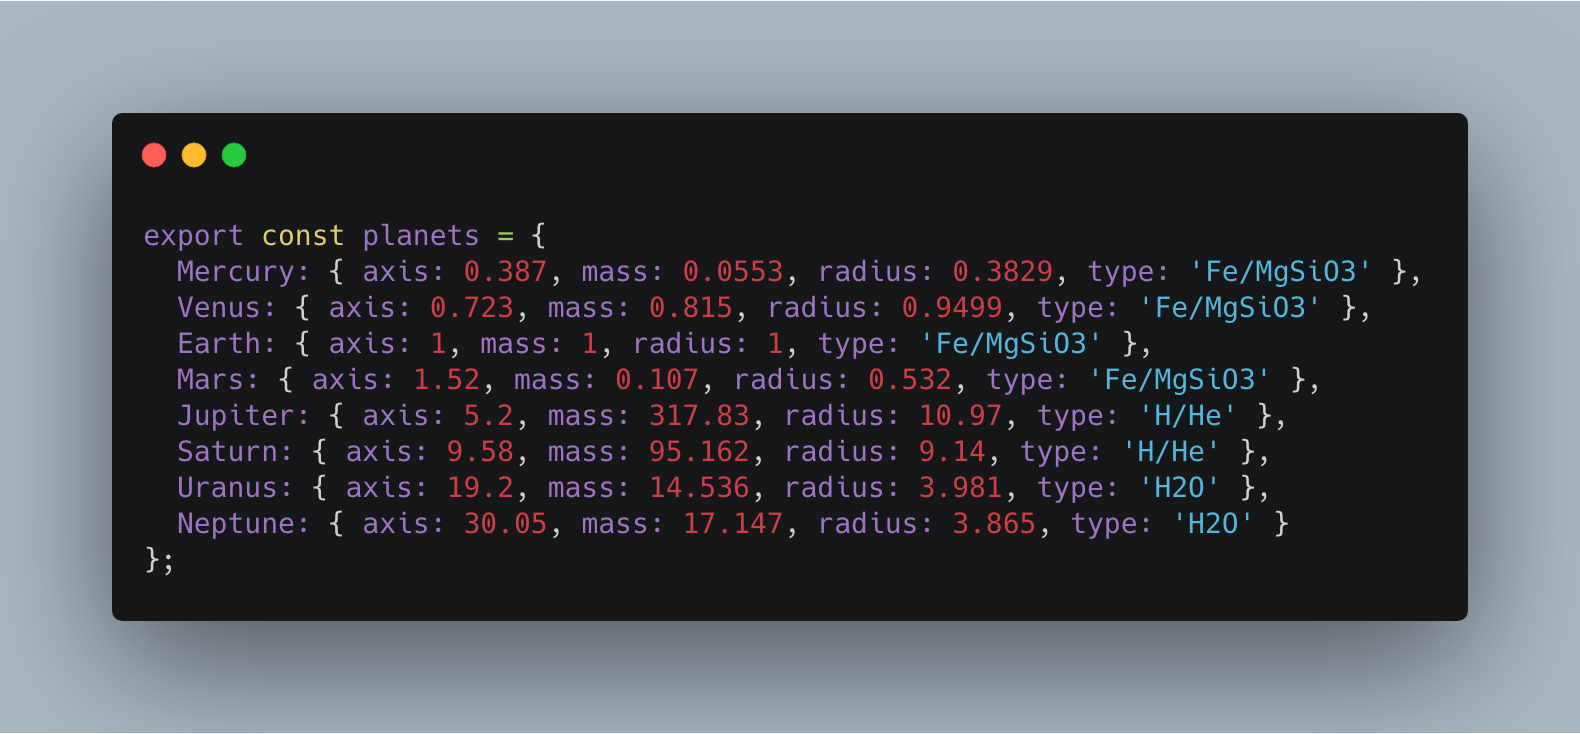 export const planets = {
  Mercury: { axis: 0.387, mass: 0.0553, radius: 0.3829, type: 'Fe/MgSiO3' },
  Venus: { axis: 0.723, mass: 0.815, radius: 0.9499, type: 'Fe/MgSiO3' },
  Earth: { axis: 1, mass: 1, radius: 1, type: 'Fe/MgSiO3' },
  Mars: { axis: 1.52, mass: 0.107, radius: 0.532, type: 'Fe/MgSiO3' },
  Jupiter: { axis: 5.2, mass: 317.83, radius: 10.97, type: 'H/He' },
  Saturn: { axis: 9.58, mass: 95.162, radius: 9.14, type: 'H/He' },
  Uranus: { axis: 19.2, mass: 14.536, radius: 3.981, type: 'H2O' },
  Neptune: { axis: 30.05, mass: 17.147, radius: 3.865, type: 'H2O' }
};